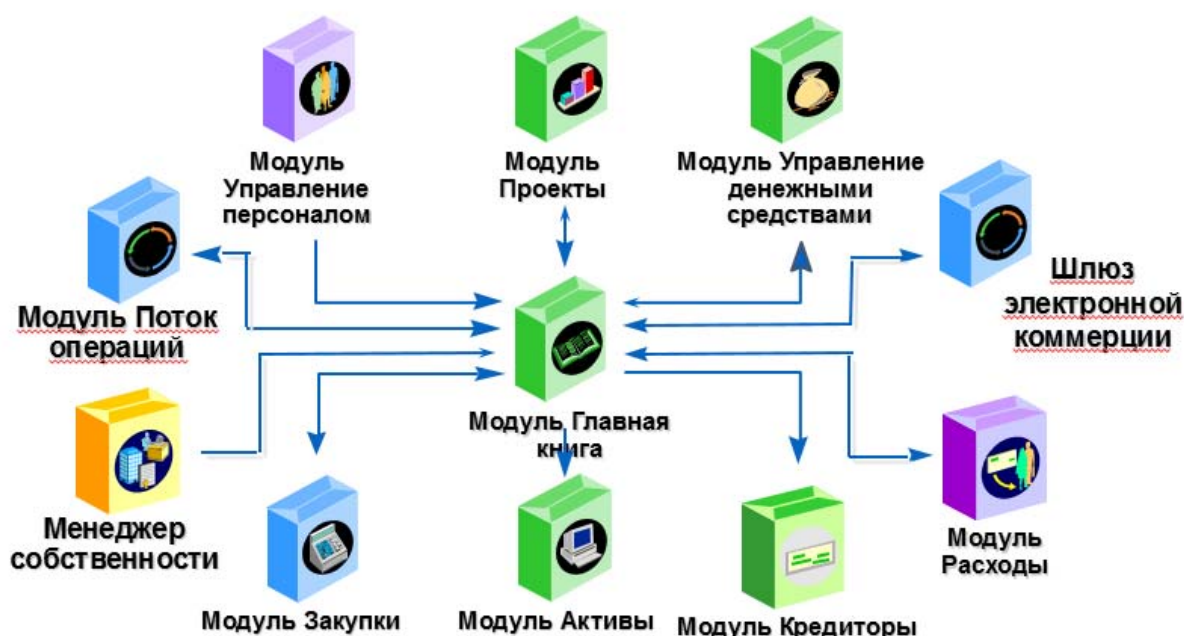 Модуль
Управление
персоналом
Модуль
Проекты
Модуль Управление
денежными
средствами
Модуль Поток
операций
Шлюз
электронной
коммерции
Модуль Главная
книга
Менеджер
собственности
Модуль
Расходы
Модуль Закупки
Модуль Активы
Модуль Кредиторы